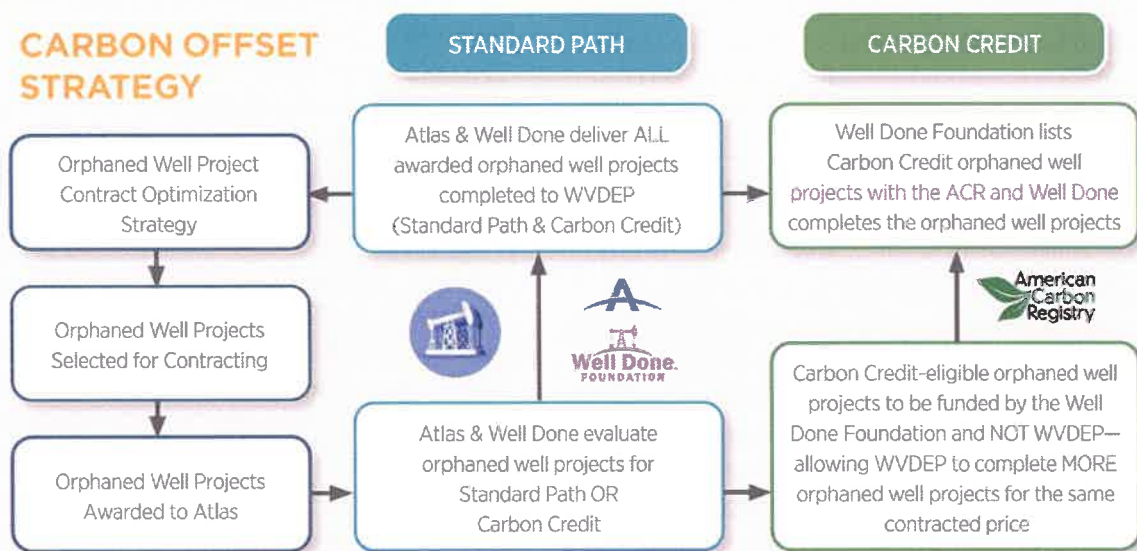 CARBON OFFSET
STRATEGY
STANDARD PATH
CARBON CREDIT
Orphaned Well Project
Contract Optimization
Strategy
Atlas & Well Done deliver ALL
awarded orphaned well projects
completed to WVDEP
(Standard Path & Carbon Credit)
Well Done Foundation lists
Carbon Credit orphaned well
projects with the ACR and Well Done
completes the orphaned well projects
Orphaned Well Projects
Selected for Contracting
A
Well Done.
FOUNDATION
American
Carbon
Registry
Orphaned Well Projects
Awarded to Atlas
Atlas & Well Done evaluate
orphaned well projects for
Standard Path OR
Carbon Credit
Carbon Credit-eligible orphaned well
projects to be funded by the Well
Done Foundation and NOT WVDEP—
allowing WVDEP to complete MORE
orphaned well projects for the same
contracted price